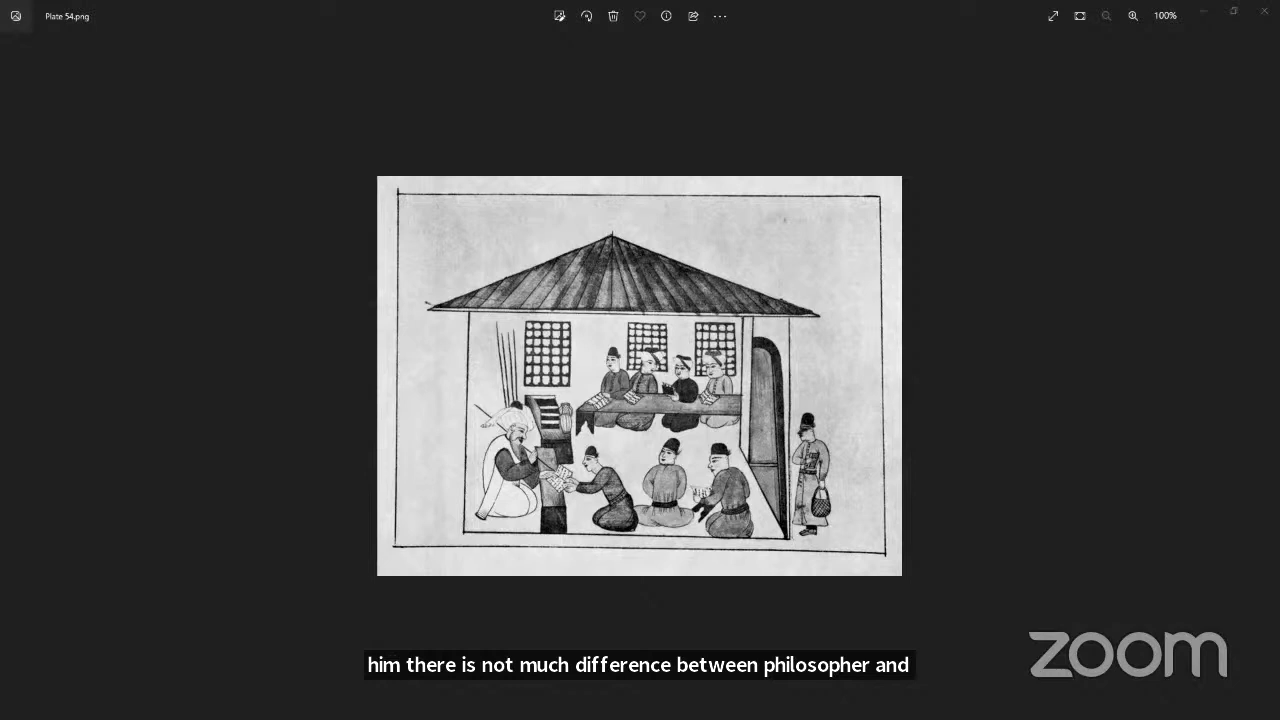 Plate 54.png
100%
him there is not much difference between philosopher and
zoom